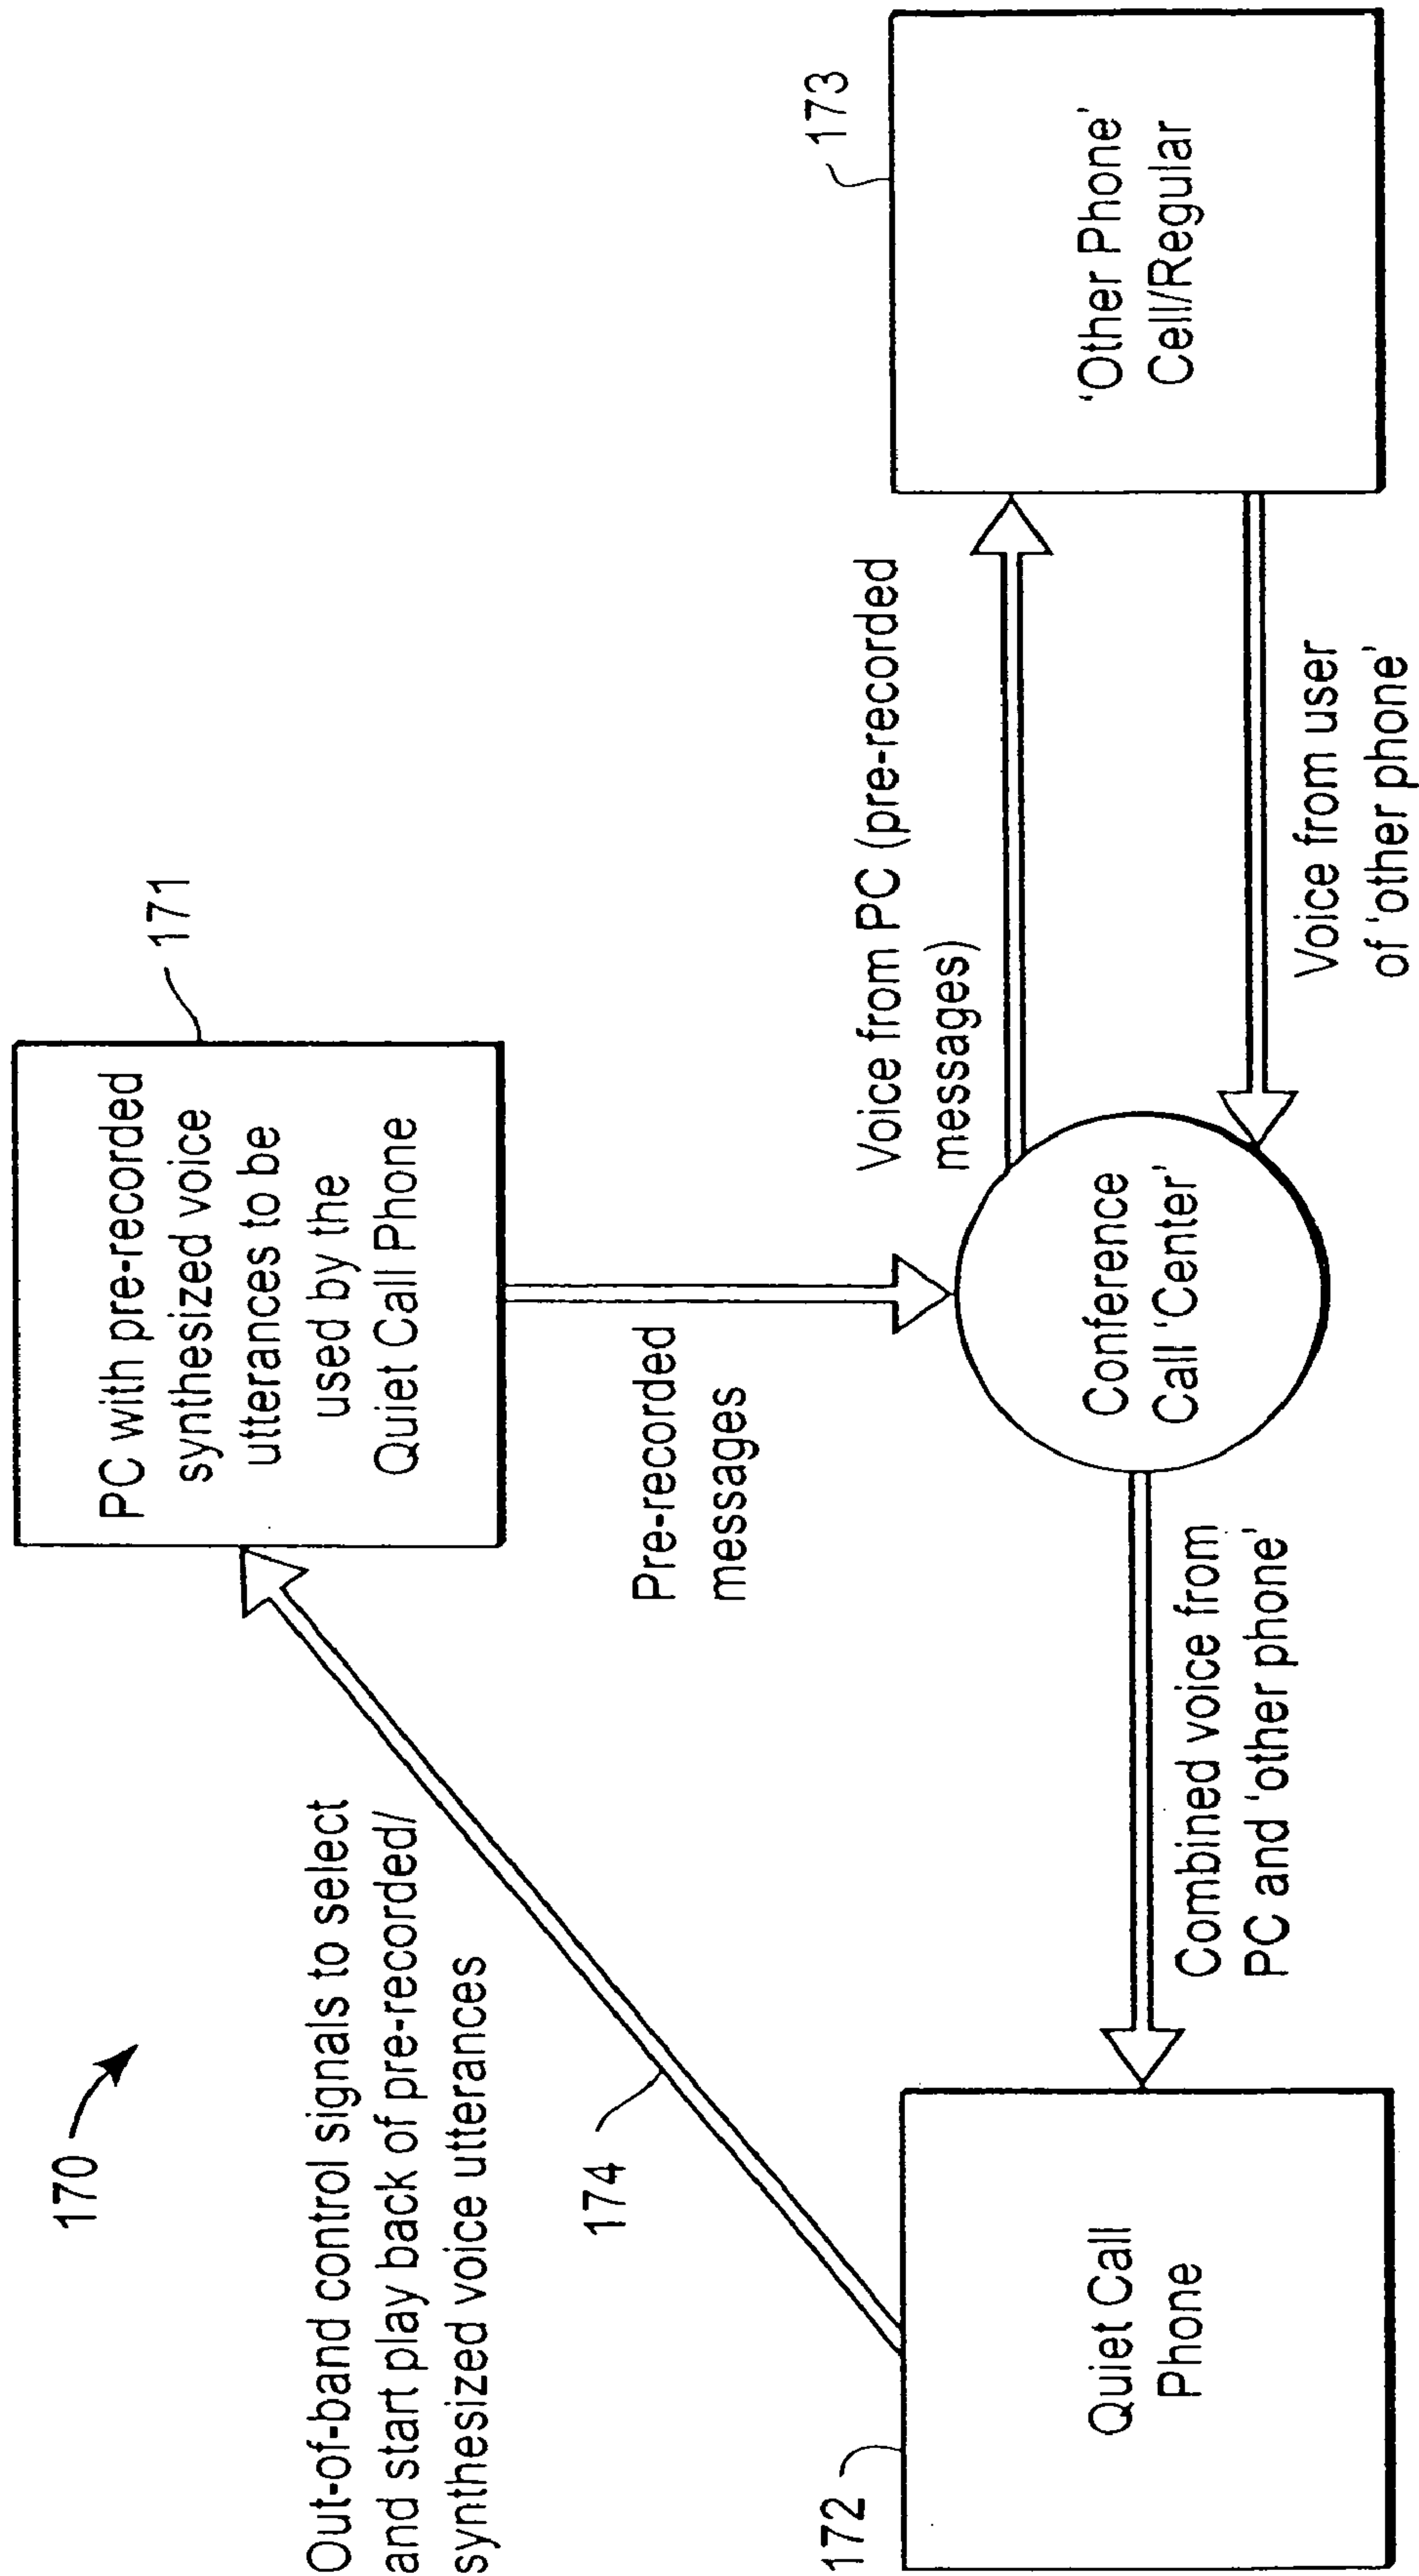 170
Out-of-band control signals to select
and start play back of pre-recorded/
synthesized voice utterances
174
PC with pre-recorded
synthesized voice
utterances to be
used by the
Quiet Call Phone
171
Pre-recorded
messages
172
Quiet Call
Phone
Combined voice from
PC and 'other phone'
Conference
Call 'Center'
Voice from PC (pre-recorded
messages)
Voice from user
of 'other phone'
173
'Other Phone'
Cell/Regular